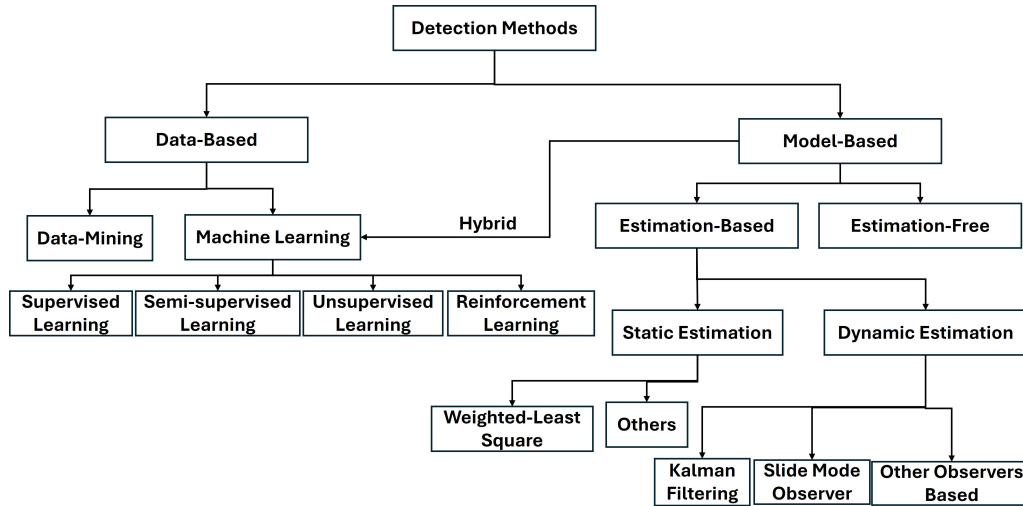 Detection Methods
Data-Based
Model-Based
Data-Mining
Machine Learning
Hybrid
Estimation-Based
Estimation-Free
Supervised
Learning
Semi-supervised
Learning
Unsupervised
Learning
Reinforcement
Learning
Static Estimation
Dynamic Estimation
Weighted-Least
Square
Others
Kalman
Filtering
Slide Mode
Observer
Other Observers
Based